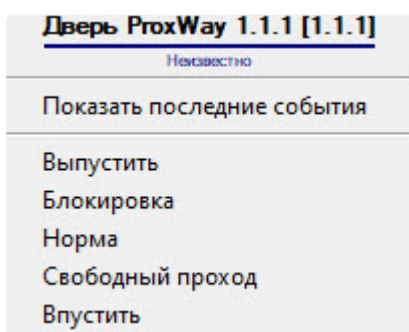 Дверь ProxWay 1.1.1 [1.1.1]
Неизвестно
Показать последние события
Выпустить
Блокировка
Норма
Свободный проход
Впустить